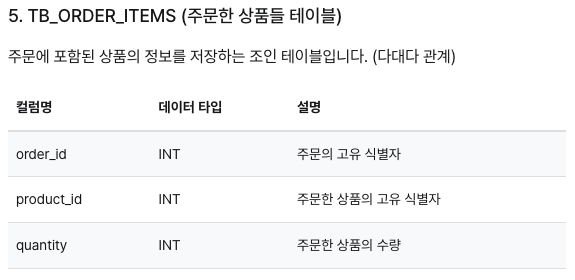 5. TB_ORDER_ITEMS (주문한 상품들 테이블)
주문에 포함된 상품의 정보를 저장하는 조인 테이블입니다. (다대다 관계)
컬럼명 데이터 타입 설명
order_id INT 주문의 고유 식별자
product_id INT 주문한 상품의 고유 식별자
quantity INT 주문한 상품의 수량